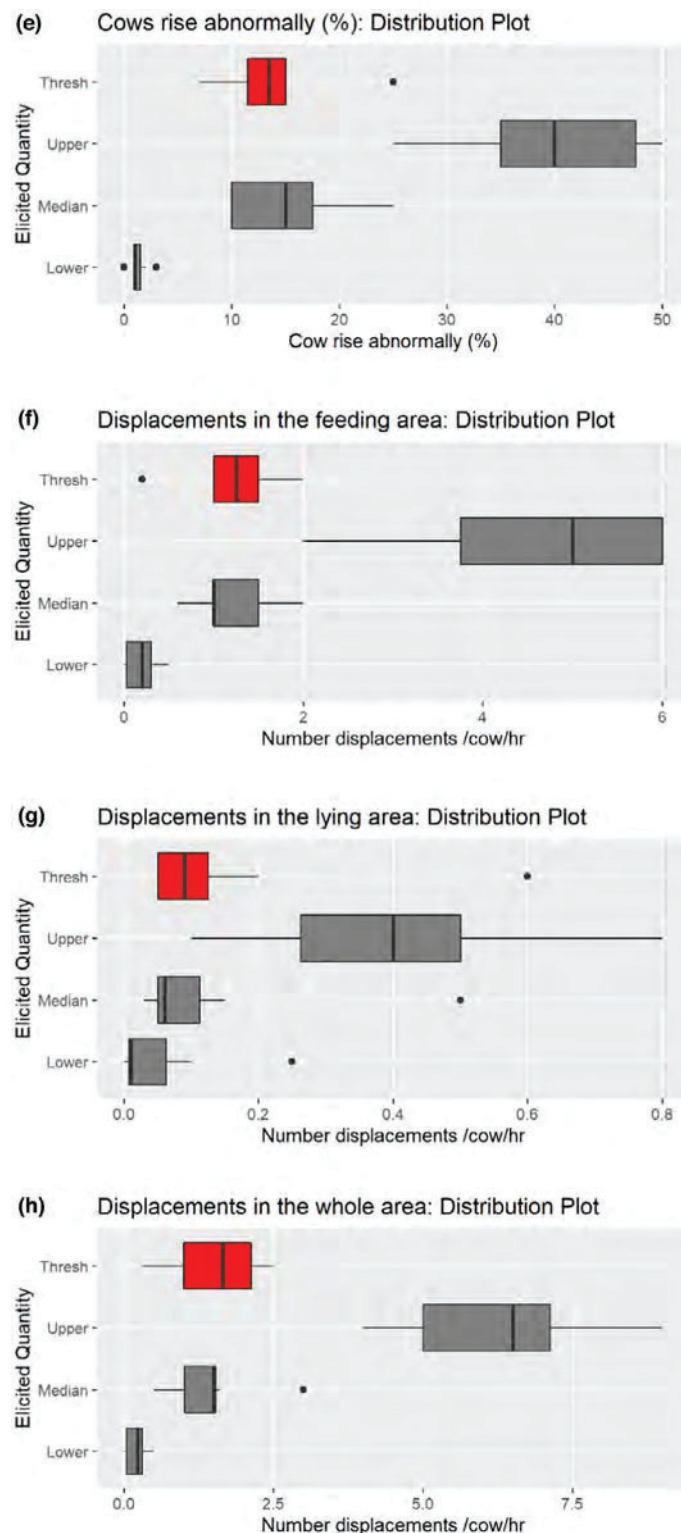 (e) Cows rise abnormally (%): Distribution Plot
Elicited Quantity
Thresh
Upper
Median
Lower
0 10 20 30 40 50
Cow rise abnormally (%)
(f) Displacements in the feeding area: Distribution Plot
Elicited Quantity
Thresh
Upper
Median
Lower
0 2 4 6
Number displacements /cow/hr
(g) Displacements in the lying area: Distribution Plot
Elicited Quantity
Thresh
Upper
Median
Lower
0.0 0.2 0.4 0.6 0.8
Number displacements /cow/hr
(h) Displacements in the whole area: Distribution Plot
Elicited Quantity
Thresh
Upper
Median
Lower
0.0 2.5 5.0 7.5
Number displacements /cow/hr